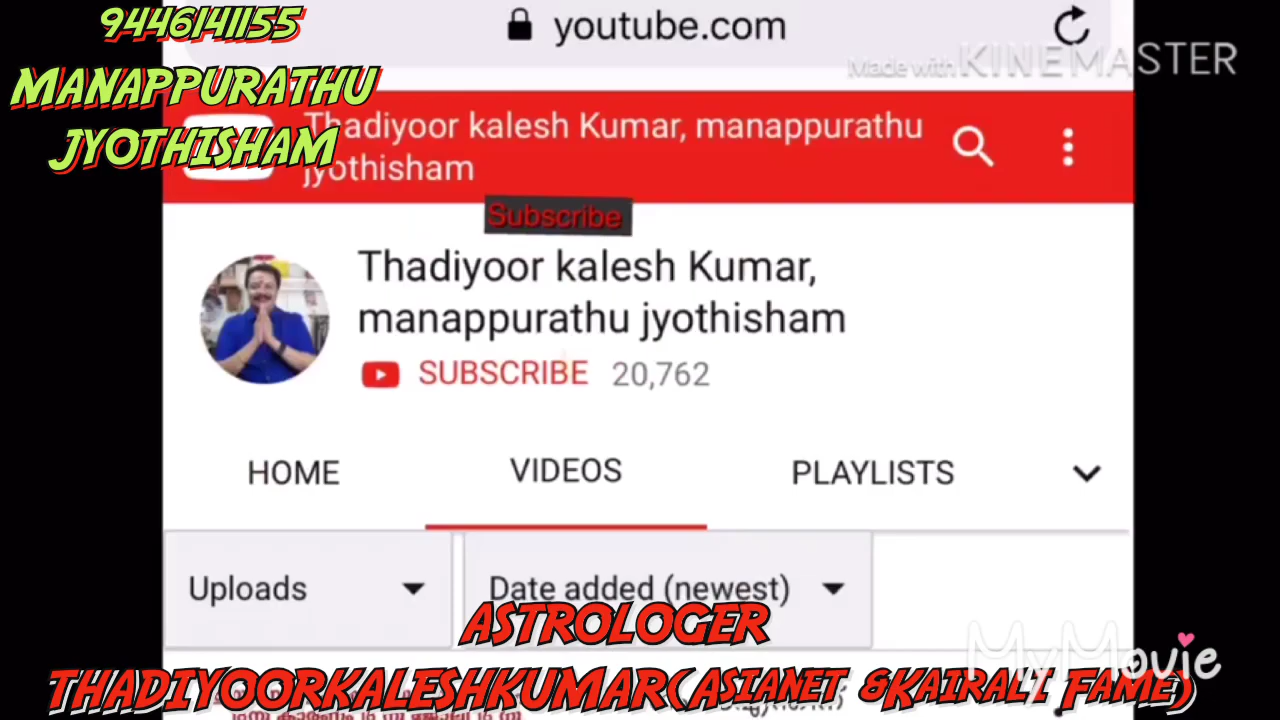 9446141155
MANAPPURATHU
JYOTHISHAM
youtube.com
Made with KINEMASTER
Thadiyoor kalesh Kumar, manappurathu
jyothisham
Subscribe
Thadiyoor kalesh Kumar,
manappurathu jyothisham
SUBSCRIBE 20,762
HOME VIDEOS PLAYLISTS
Uploads Date added (newest)
ASTROLOGER
MyMovie
THADIYOORKALESHKUMAR(ASIANET &KAIRALI FAME)